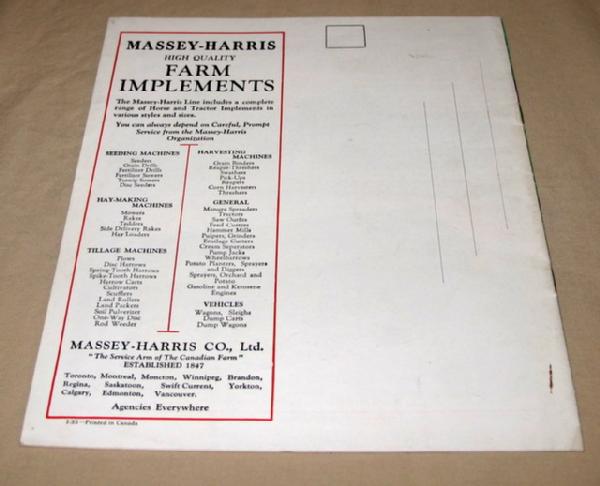 MASSEY-HARRIS
HIGH QUALITY
FARM
IMPLEMENTS
The Massey-Harris Line includes a complete
range of Horse and Tractor Implements in
various styles and sizes.
You can always depend on Careful, Prompt
Service from the Massey-Harris
Organization
SEEDING MACHINES
Seeders
Grain Drills
Fertilizer Drills
Fertilizer Sowers
Turnip Sowers
Disc Seeders
HAY-MAKING
MACHINES
Mowers
Rakes
Tedders
Side Delivery Rakes
Hay Loaders
TILLAGE MACHINES
Plows
Disc Harrows
Spring-Tooth Harrows
Spike-Tooth Harrows
Harrow Carts
Cultivators
Scufflers
Land Rollers
Land Packers
Soil Pulverizer
One-Way Disc
Rod Weeder
HARVESTING
MACHINES
Grain Binders
Reaper-Threshers
Swathers
Pick-Ups
Reapers
Corn Harvesters
Threshers
GENERAL
Manure Spreaders
Tractors
Saw Outfits
Feed Cutters
Hammer Mills
Pulpers, Grinders
Ensilage Cutters
Cream Separators
Pump Jacks
Wheelbarrows
Potato Planters, Sprayers
and Diggers
Sprayers, Orchard and
Potato
Gasoline and Kerosene
Engines
VEHICLES
Wagons, Sleighs
Dump Carts
Dump Wagons
MASSEY-HARRIS CO., Ltd.
"The Service Arm of The Canadian Farm"
ESTABLISHED 1847
Toronto, Montreal, Moncton, Winnipeg, Brandon,
Regina, Saskatoon, Swift Current, Yorkton,
Calgary, Edmonton, Vancouver.
Agencies Everywhere
Printed in Canada